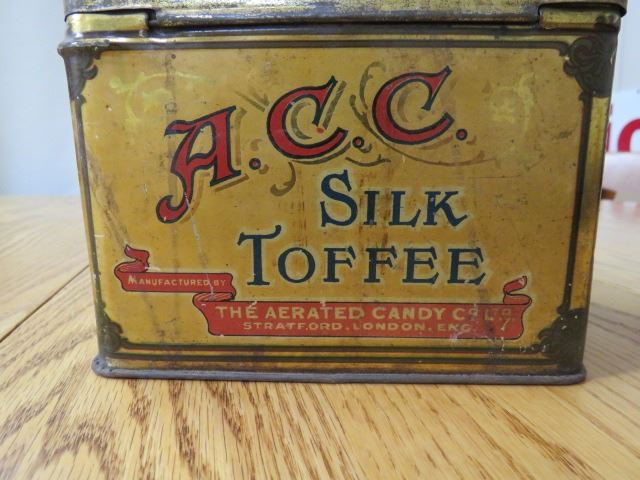 A.C.C.
SILK
TOFFEE
MANUFACTURED BY
THE AERATED CANDY CO LTD
STRATFORD. LONDON. ENG.